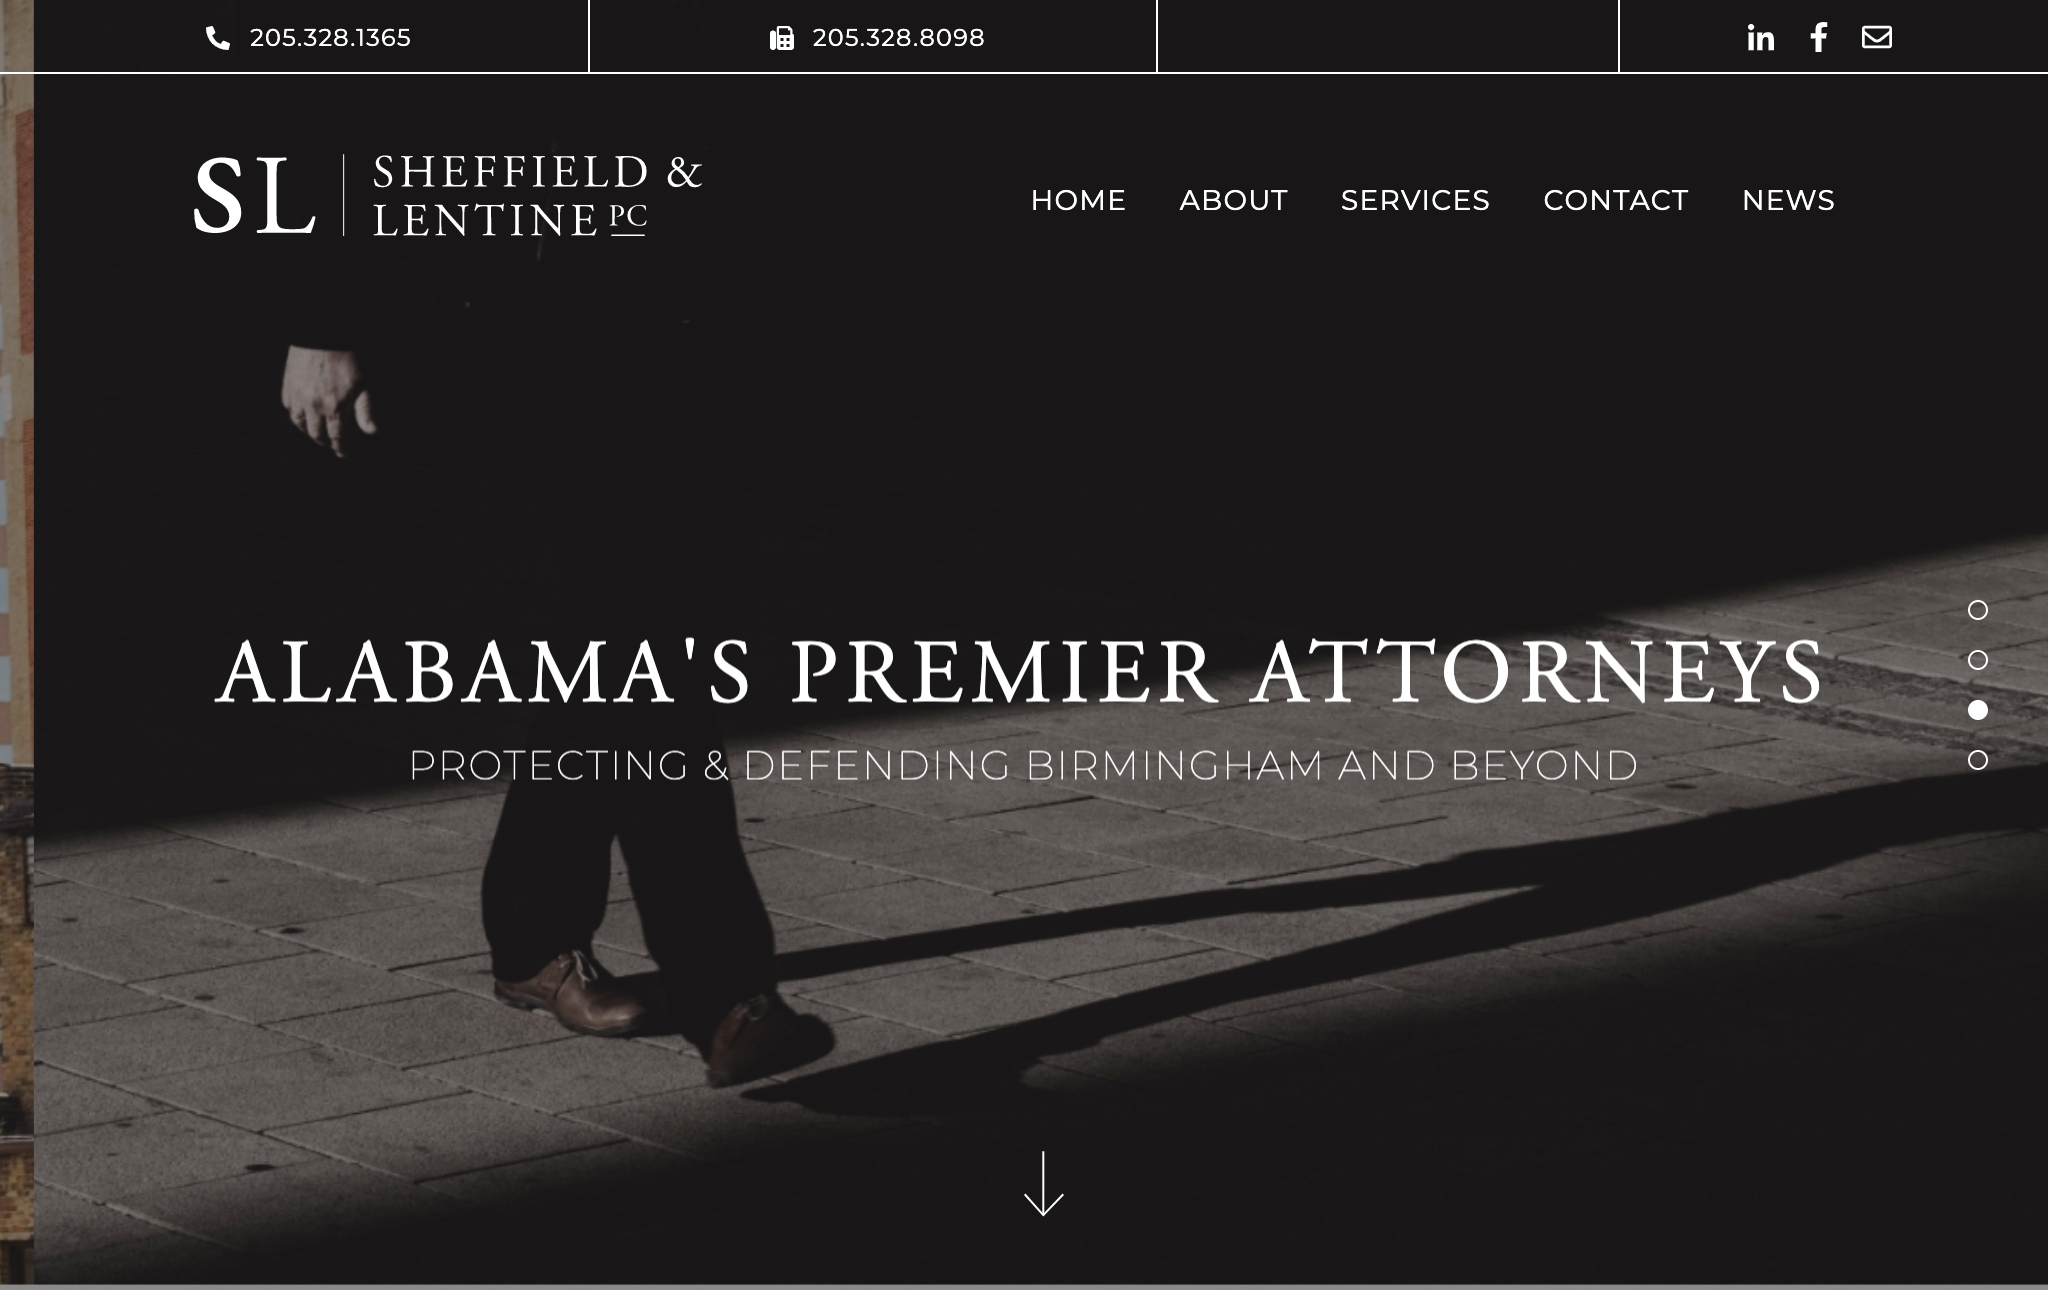 205.328.1365
205.328.8098
SL
SHEFFIELD &
LENTINE PC
HOME ABOUT SERVICES CONTACT NEWS
ALABAMA'S PREMIER ATTORNEYS
PROTECTING & DEFENDING BIRMINGHAM AND BEYOND